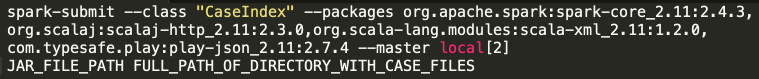 spark-submit --class "CaseIndex" --packages org.apache.spark:spark-core_2.11:2.4.3,
org.scalaj:scalaj-http_2.11:2.3.0,org.scala-lang.modules:scala-xml_2.11:1.2.0,
com.typesafe.play:play-json_2.11:2.7.4 --master local[2]
JAR_FILE_PATH FULL_PATH_OF_DIRECTORY_WITH_CASE_FILES